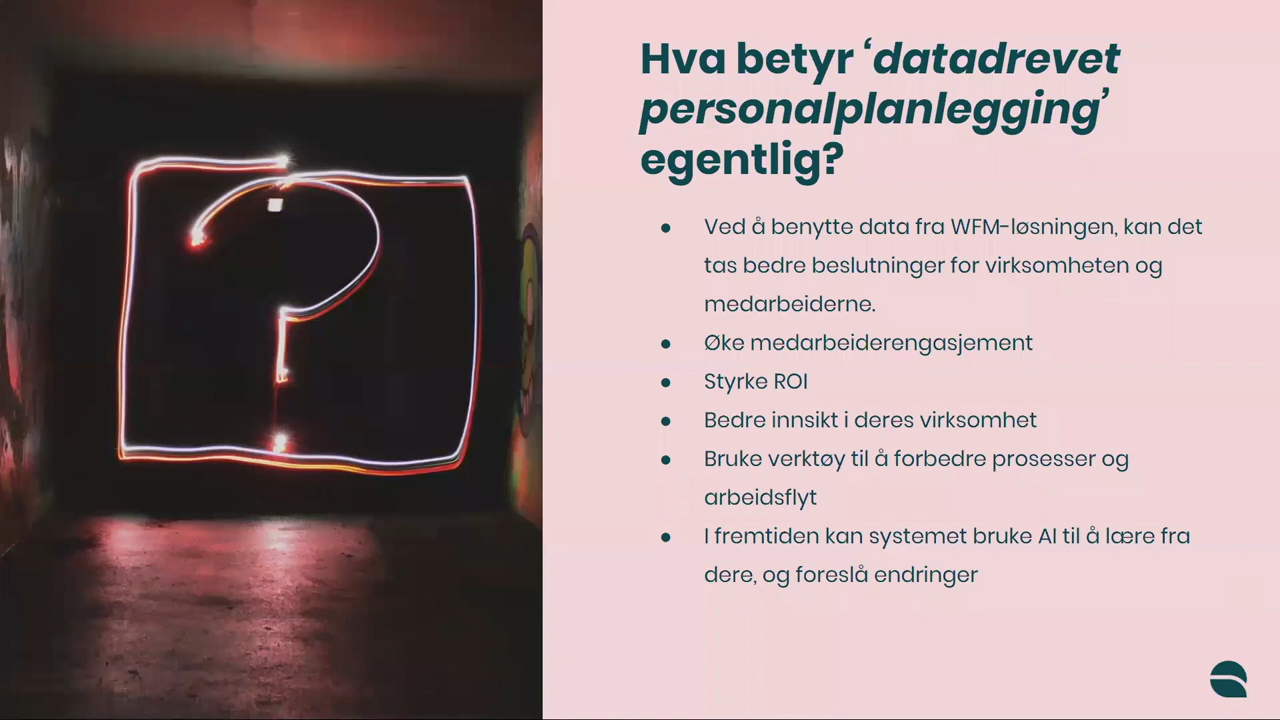 Hva betyr ‘datadrevet
personalplanlegging’
egentlig?
● Ved å benytte data fra WFM-løsningen, kan det
tas bedre beslutninger for virksomheten og
medarbeiderne.
● Øke medarbeiderengasjement
● Styrke ROI
● Bedre innsikt i deres virksomhet
● Bruke verktøy til å forbedre prosesser og
arbeidsflyt
● I fremtiden kan systemet bruke AI til å lære fra
dere, og foreslå endringer